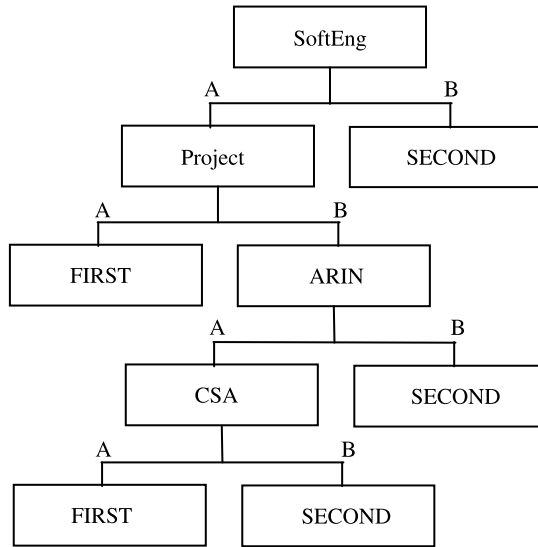 SoftEng
A B
Project SECOND
A B
FIRST ARIN
A B
CSA SECOND
A B
FIRST SECOND